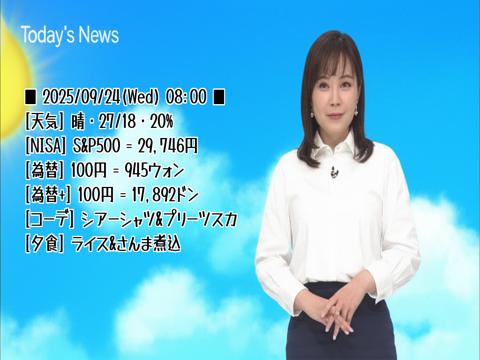 Today's News
■ 2025/09/24(Wed) 08:00 ■
[天気] 晴・27/18・20%
[NISA] S&P500 = 29,746円
[為替] 100円 = 945ウォン
[為替+] 100円 = 17,892ドン
[コーデ] シアーシャツ&プリーツスカ
[夕食] ライス&さんま煮込